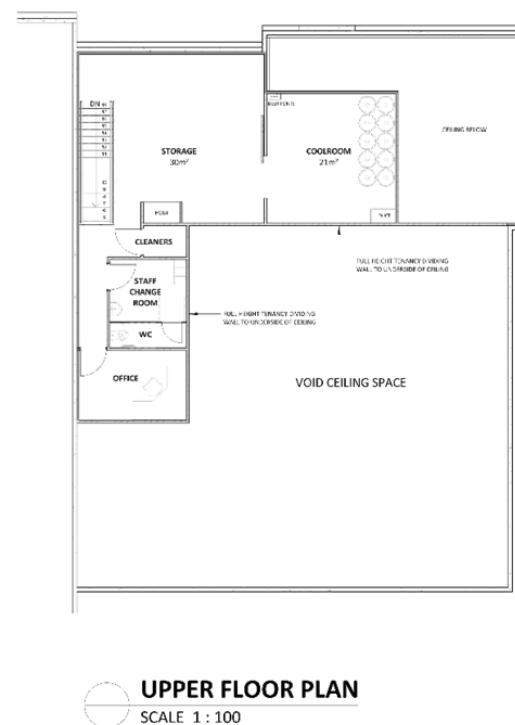 DN
STORAGE
30m²
COOLROOM
21m²
CEILING BELOW
CLEANERS
FULL HEIGHT TENANCY DIVIDING
WALL TO UNDERSIDE OF CEILING
STAFF
CHANGE
ROOM
FULL HEIGHT TENANCY DIVIDING
WALL TO UNDERSIDE OF CEILING
WC
OFFICE
VOID CEILING SPACE
UPPER FLOOR PLAN
SCALE 1 : 100